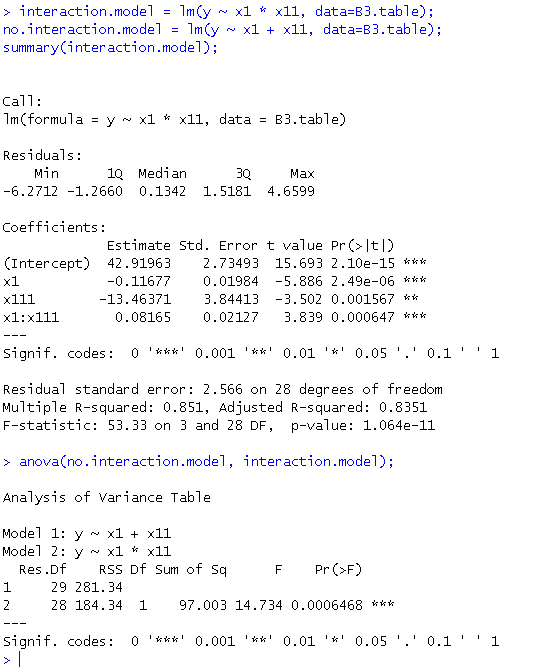 > interaction.model = lm(y ~ x1 * x11, data=B3.table);
no.interaction.model = lm(y ~ x1 + x11, data=B3.table);
summary(interaction.model);
Call:
lm(formula = y ~ x1 * x11, data = B3.table)
Residuals:
    Min      1Q  Median      3Q     Max
-6.2712 -1.2660  0.1342  1.5181  4.6599
Coefficients:
             Estimate Std. Error t value Pr(>|t|)
(Intercept)  42.91963    2.73493  15.693 2.10e-15 ***
x1           -0.11677    0.01984  -5.886 2.49e-06 ***
x111        -13.46371    3.84413  -3.502 0.001567 **
x1:x111       0.08165    0.02127   3.839 0.000647 ***
---
Signif. codes:  0 '***' 0.001 '**' 0.01 '*' 0.05 '.' 0.1 ' ' 1
Residual standard error: 2.566 on 28 degrees of freedom
Multiple R-squared: 0.851, Adjusted R-squared: 0.8351
F-statistic: 53.33 on 3 and 28 DF,  p-value: 1.064e-11
> anova(no.interaction.model, interaction.model);
Analysis of Variance Table
Model 1: y ~ x1 + x11
Model 2: y ~ x1 * x11
  Res.Df    RSS Df Sum of Sq      F    Pr(>F)
1     29 281.34
2     28 184.34  1    97.003 14.734 0.0006468 ***
---
Signif. codes:  0 '***' 0.001 '**' 0.01 '*' 0.05 '.' 0.1 ' ' 1
>